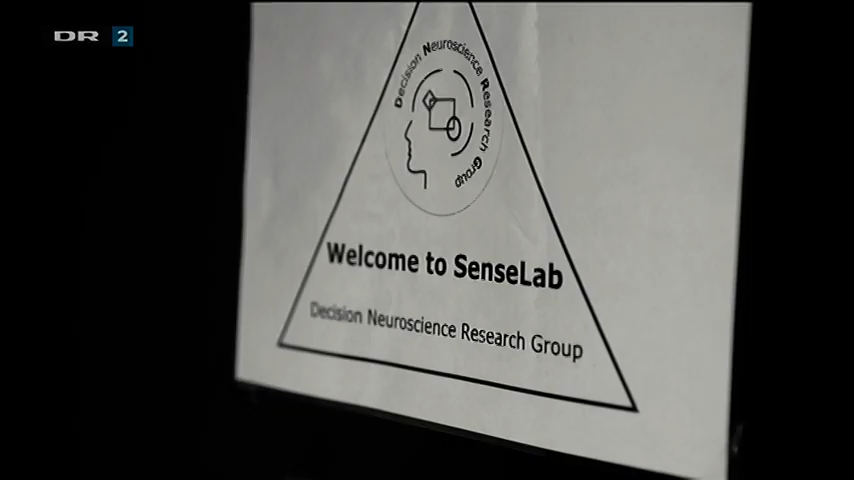 DR 2
Decision Neuroscience Research Group
Welcome to SenseLab
Decision Neuroscience Research Group